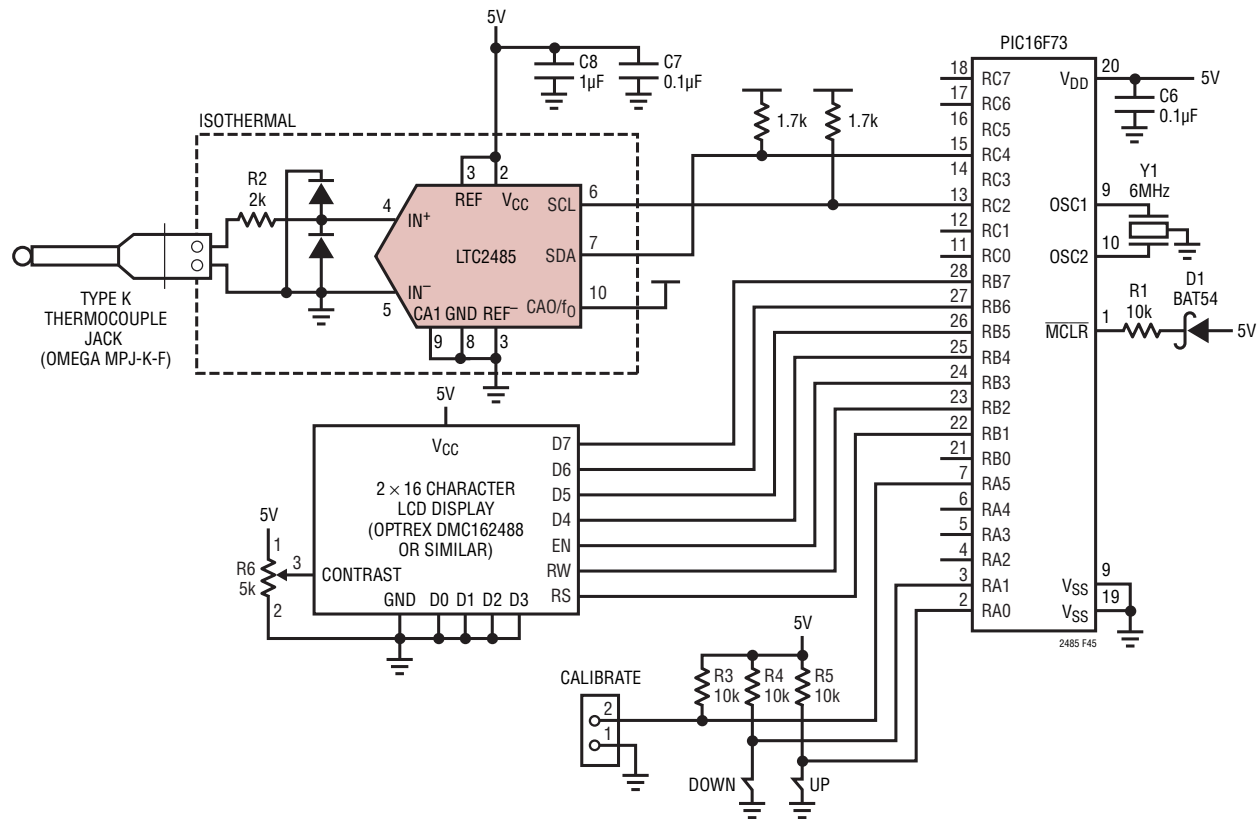 5V
C8
1µF
C7
0.1µF
ISOTHERMAL
R2
2k
4
IN+
3
REF
2
VCC
6
SCL
7
SDA
LTC2485
10
CAO/f0
IN−
5
CA1
GND
REF−
9
8
3
TYPE K
THERMOCOUPLE
JACK
(OMEGA MPJ-K-F)
1.7k
1.7k
PIC16F73
18
RC7
17
RC6
16
RC5
15
RC4
14
RC3
13
RC2
12
RC1
11
RC0
28
RB7
27
RB6
26
RB5
25
RB4
24
RB3
23
RB2
22
RB1
21
RB0
7
RA5
6
RA4
5
RA3
4
RA2
3
RA1
2
RA0
VDD
20
5V
C6
0.1µF
Y1
6MHz
9
OSC1
10
OSC2
D1
BAT54
R1
10k
1
MCLR
5V
9
VSS
19
VSS
2485 F45
5V
VCC
2 × 16 CHARACTER
LCD DISPLAY
(OPTREX DMC162488
OR SIMILAR)
D7
D6
D5
D4
EN
RW
RS
CONTRAST
GND
D0
D1
D2
D3
5V
1
R6
5k
3
2
5V
R3
10k
R4
10k
R5
10k
CALIBRATE
2
1
DOWN
UP